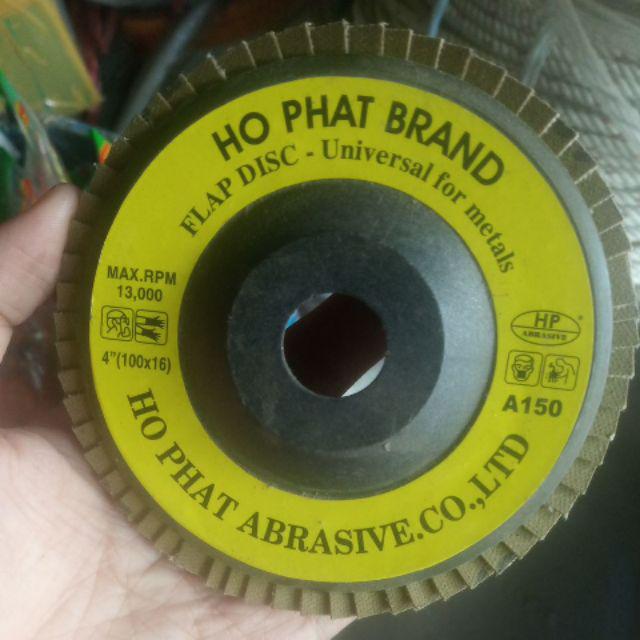 HO PHAT BRAND
FLAP DISC - Universal for metals
MAX.RPM
13,000
4"(100x16)
HP
ABRASIVE
A150
HO PHAT ABRASIVE.CO.,LTD